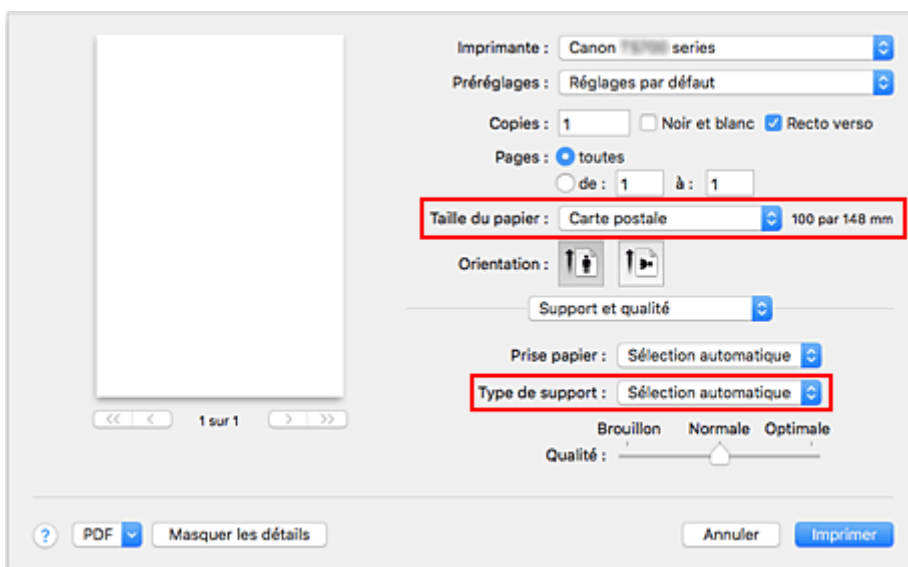 Imprimante : Canon series
Préréglages : Réglages par défaut
Copies : 1 Noir et blanc Recto verso
Pages : toutes
de : 1 à : 1
Taille du papier : Carte postale 100 par 148 mm
Orientation :
Support et qualité
Prise papier : Sélection automatique
Type de support : Sélection automatique
<< < 1 sur 1 > >>
Brouillon Normale Optimale
Qualité :
? PDF Masquer les détails Annuler Imprimer